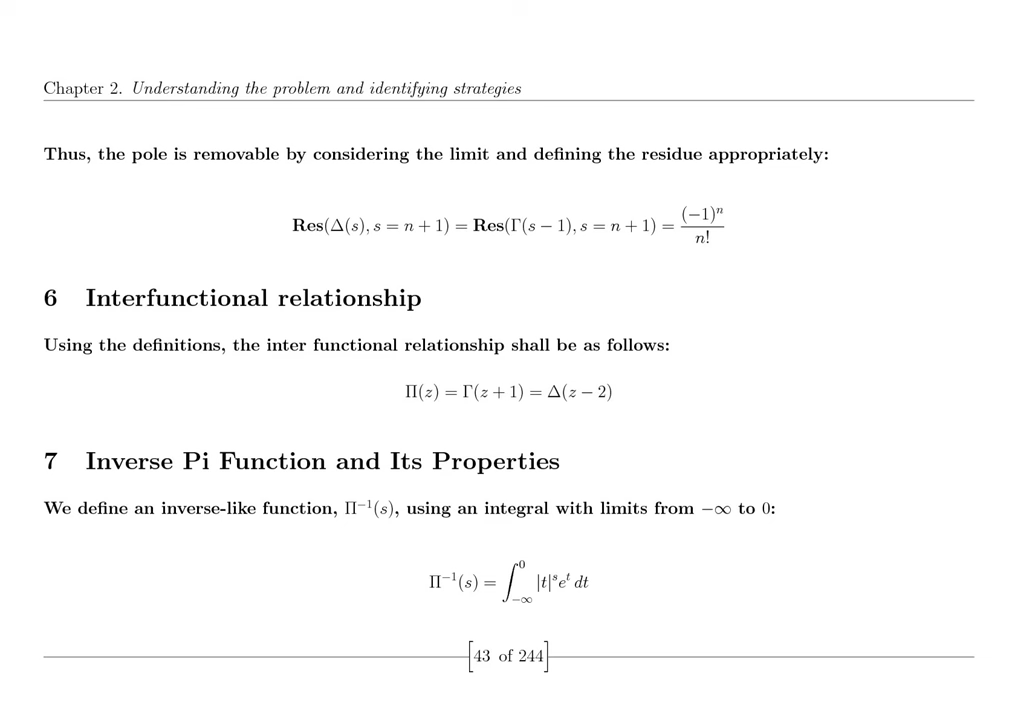 Chapter 2. Understanding the problem and identifying strategies
Thus, the pole is removable by considering the limit and defining the residue appropriately:
Res(Δ(s), s = n + 1) = Res(Γ(s − 1), s = n + 1) = (−1)ⁿ / n!
6 Interfunctional relationship
Using the definitions, the inter functional relationship shall be as follows:
Π(z) = Γ(z + 1) = Δ(z − 2)
7 Inverse Pi Function and Its Properties
We define an inverse-like function, Π⁻¹(s), using an integral with limits from −∞ to 0:
Π⁻¹(s) = ∫_{−∞}^{0} |t|ˢeᵗ dt
[43 of 244]